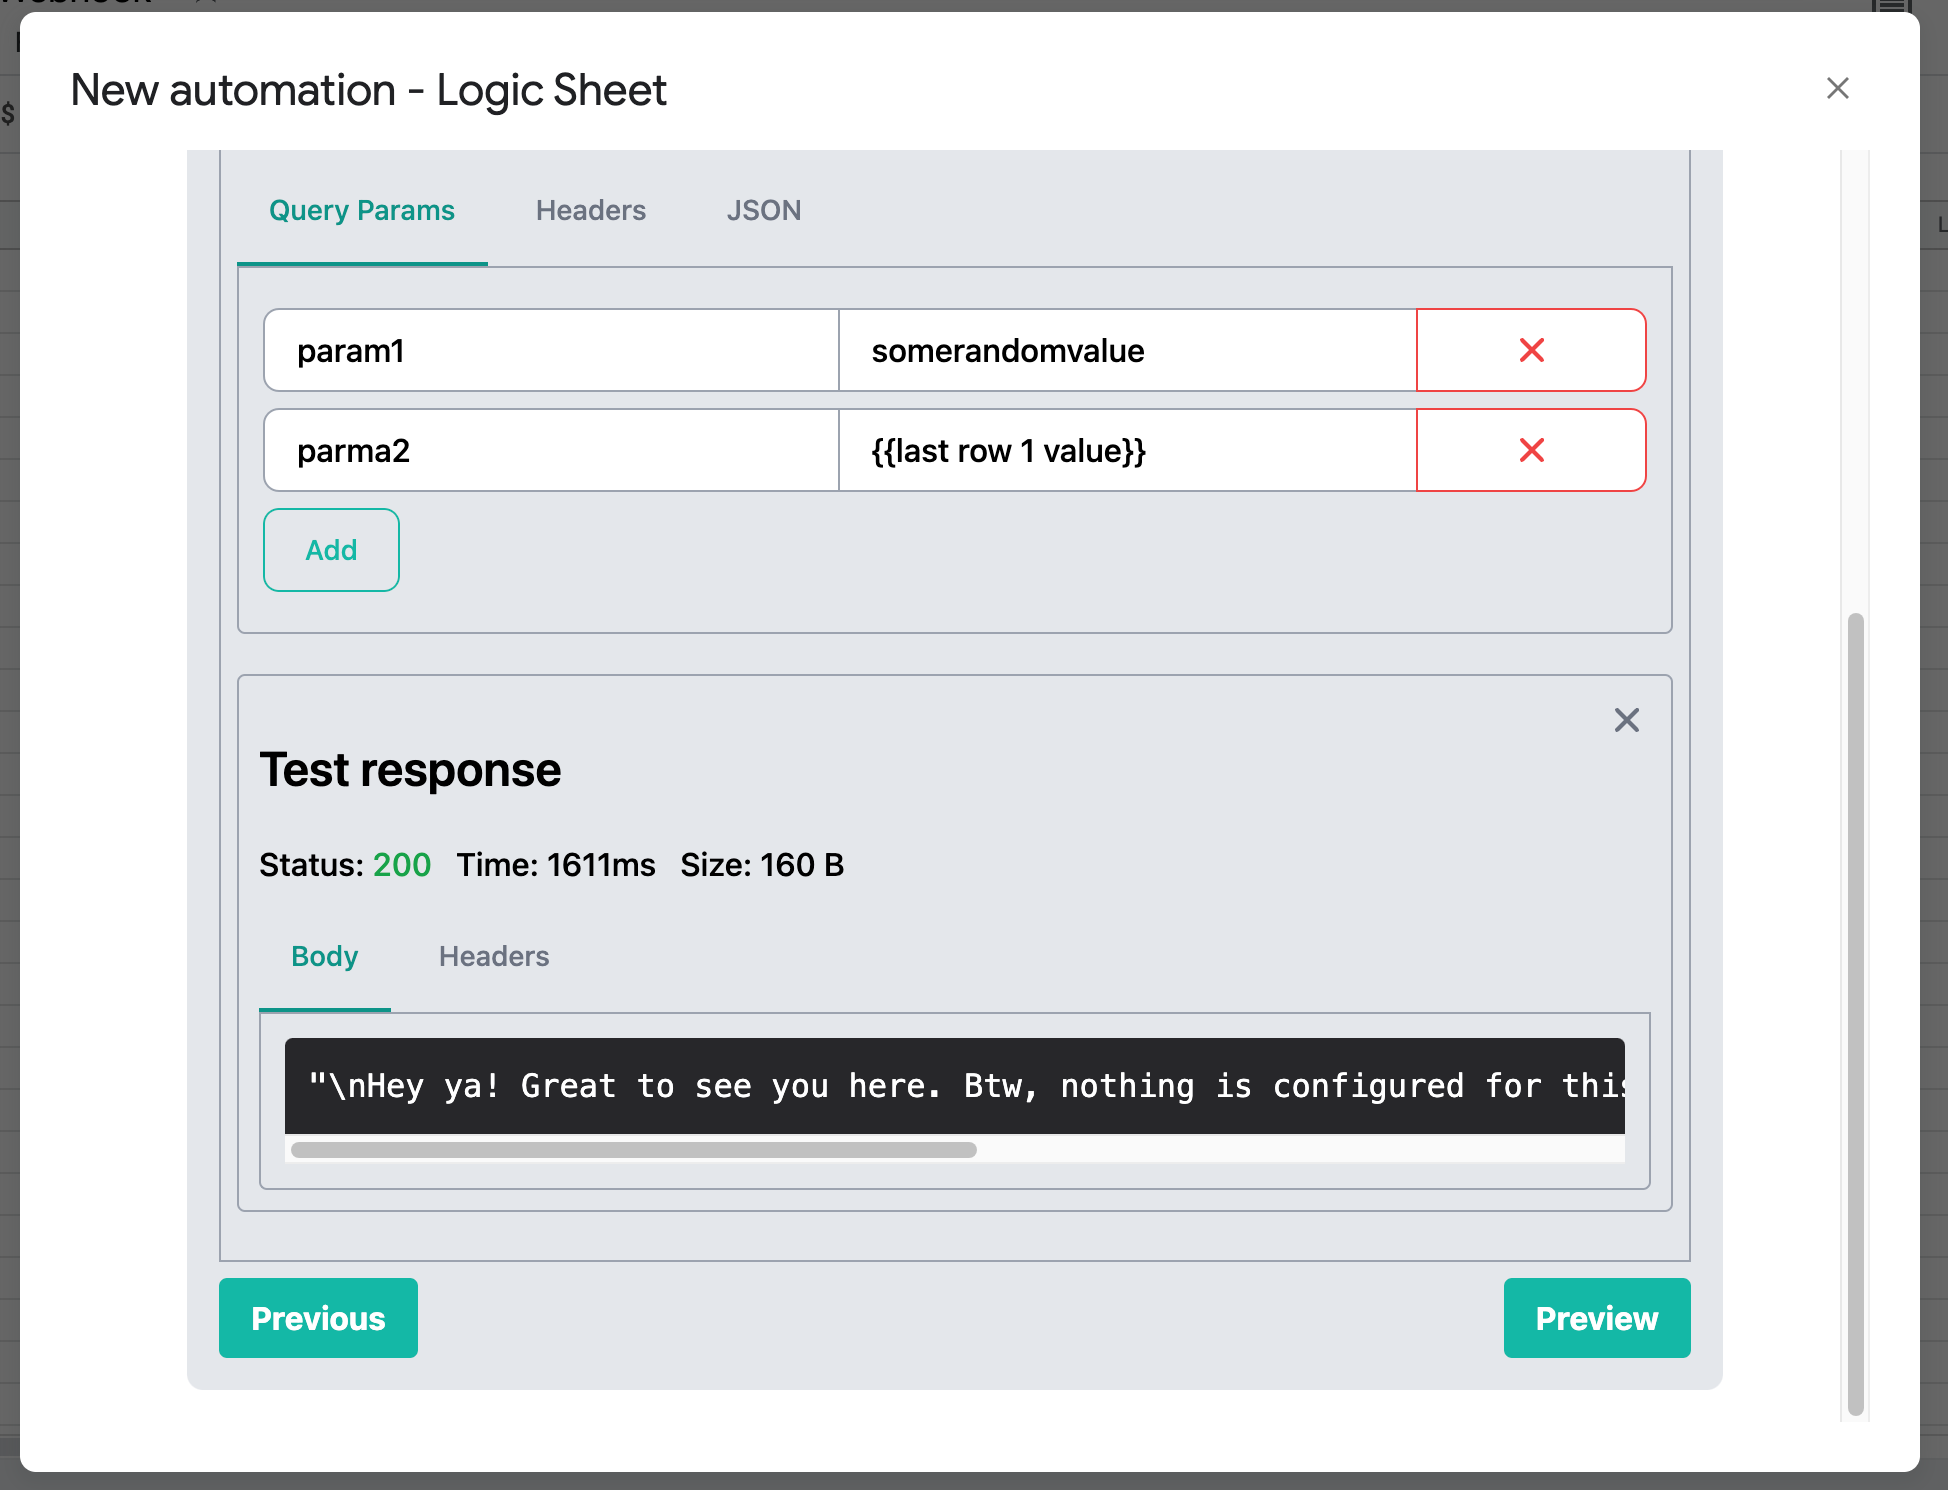 New automation - Logic Sheet
$
Query Params Headers JSON
param1 somerandomvalue
parma2 {{last row 1 value}}
Add
Test response
Status: 200 Time: 1611ms Size: 160 B
Body Headers
"\nHey ya! Great to see you here. Btw, nothing is configured for this
Previous Preview